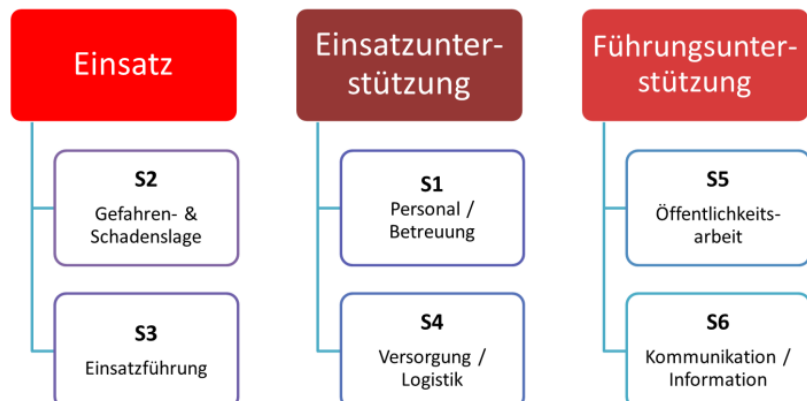 Einsatz
S2
Gefahren- &
Schadenslage
S3
Einsatzführung
Einsatzunter-
stützung
S1
Personal /
Betreuung
S4
Versorgung /
Logistik
Führungsunter-
stützung
S5
Öffentlichkeits-
arbeit
S6
Kommunikation /
Information